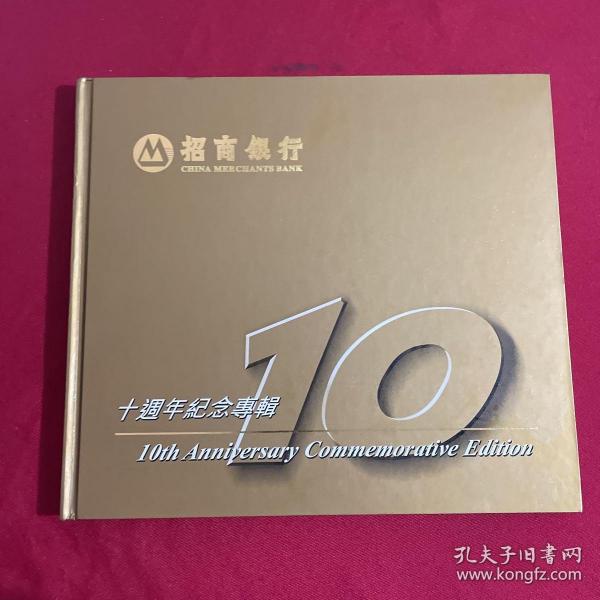 招商銀行
CHINA MERCHANTS BANK
10
十週年紀念專輯
10th Anniversary Commemorative Edition
孔夫子旧书网
www.kongfz.com